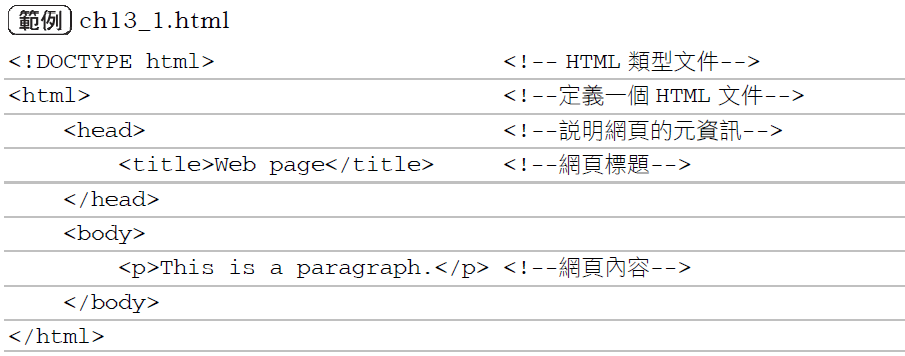 範例 ch13_1.html
<!DOCTYPE html> <!-- HTML 類型文件-->
<html> <!--定義一個 HTML 文件-->
<head> <!--說明網頁的元資訊-->
<title>Web page</title> <!--網頁標題-->
</head>
<body>
<p>This is a paragraph.</p> <!--網頁內容-->
</body>
</html>